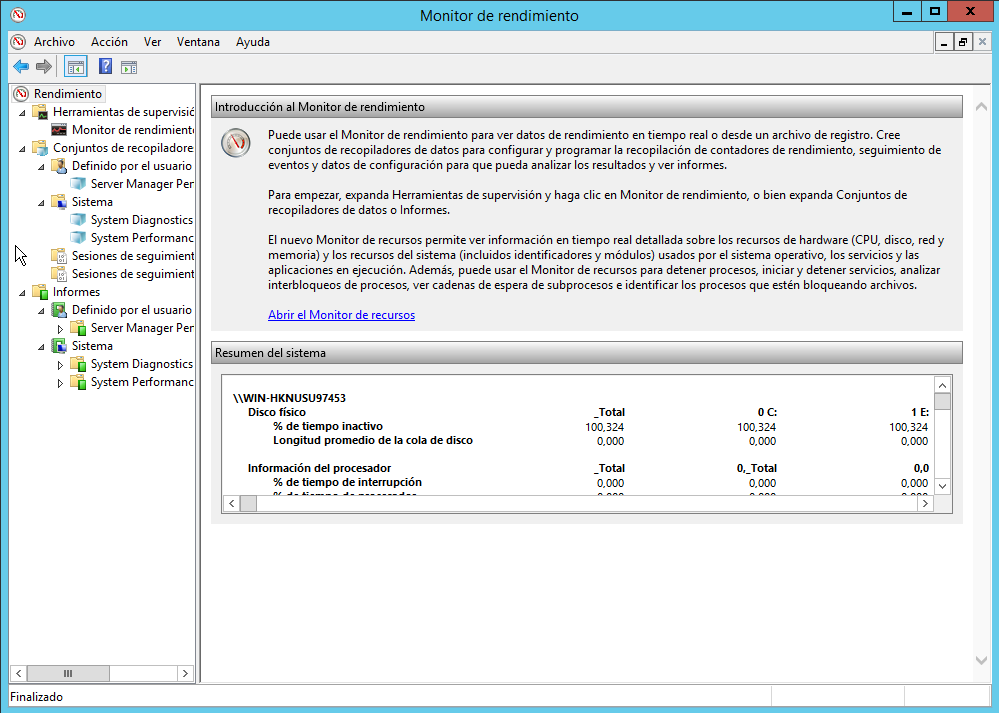 Monitor de rendimiento
Archivo Acción Ver Ventana Ayuda
Rendimiento
Herramientas de supervisió
Monitor de rendimiento
Conjuntos de recopiladore
Definido por el usuario
Server Manager Per
Sistema
System Diagnostics
System Performanc
Sesiones de seguimient
Sesiones de seguimient
Informes
Definido por el usuario
Server Manager Per
Sistema
System Diagnostics
System Performanc
Introducción al Monitor de rendimiento
Puede usar el Monitor de rendimiento para ver datos de rendimiento en tiempo real o desde un archivo de registro. Cree
conjuntos de recopiladores de datos para configurar y programar la recopilación de contadores de rendimiento, seguimiento de
eventos y datos de configuración para que pueda analizar los resultados y ver informes.
Para empezar, expanda Herramientas de supervisión y haga clic en Monitor de rendimiento, o bien expanda Conjuntos de
recopiladores de datos o Informes.
El nuevo Monitor de recursos permite ver información en tiempo real detallada sobre los recursos de hardware (CPU, disco, red y
memoria) y los recursos del sistema (incluidos identificadores y módulos) usados por el sistema operativo, los servicios y las
aplicaciones en ejecución. Además, puede usar el Monitor de recursos para detener procesos, iniciar y detener servicios, analizar
interbloqueos de procesos, ver cadenas de espera de subprocesos e identificar los procesos que estén bloqueando archivos.
Abrir el Monitor de recursos
Resumen del sistema
\\WIN-HKNUSU97453
Disco físico _Total 0 C: 1 E:
% de tiempo inactivo 100,324 100,324 100,324
Longitud promedio de la cola de disco 0,000 0,000 0,000
Información del procesador _Total 0,_Total 0,0
% de tiempo de interrupción 0,000 0,000 0,000
Finalizado